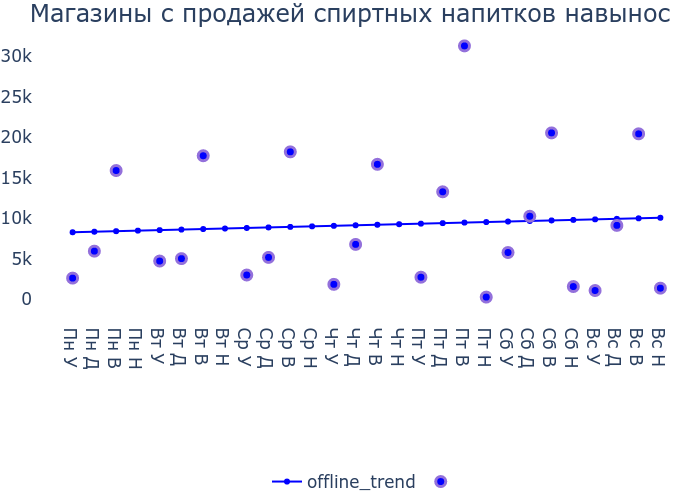 Магазины с продажей спиртных напитков навынос
30k
25k
20k
15k
10k
5k
0
Пн У
Пн Д
Пн В
Пн Н
Вт У
Вт Д
Вт В
Вт Н
Ср У
Ср Д
Ср В
Ср Н
Чт У
Чт Д
Чт В
Чт Н
Пт У
Пт Д
Пт В
Пт Н
Сб У
Сб Д
Сб В
Сб Н
Вс У
Вс Д
Вс В
Вс Н
offline_trend